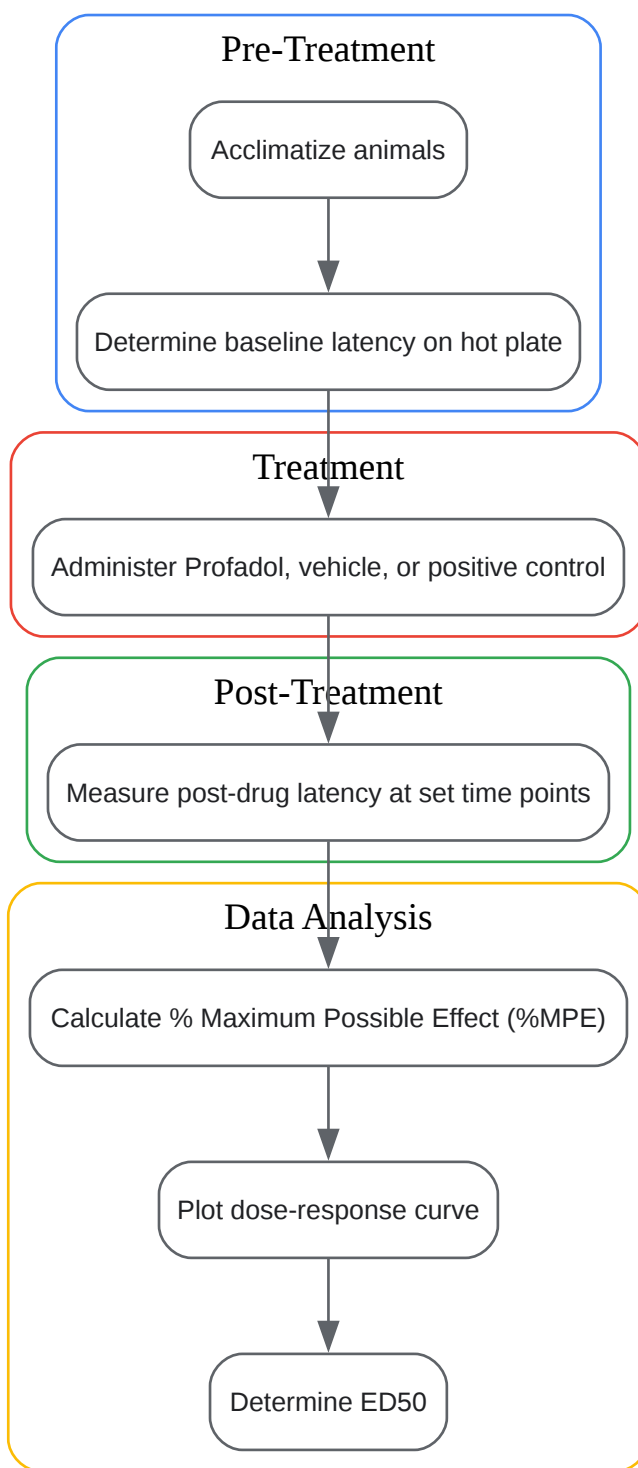 Pre-Treatment
Acclimatize animals
Determine baseline latency on hot plate
Treatment
Administer Profadol, vehicle, or positive control
Post-Treatment
Measure post-drug latency at set time points
Data Analysis
Calculate % Maximum Possible Effect (%MPE)
Plot dose-response curve
Determine ED50